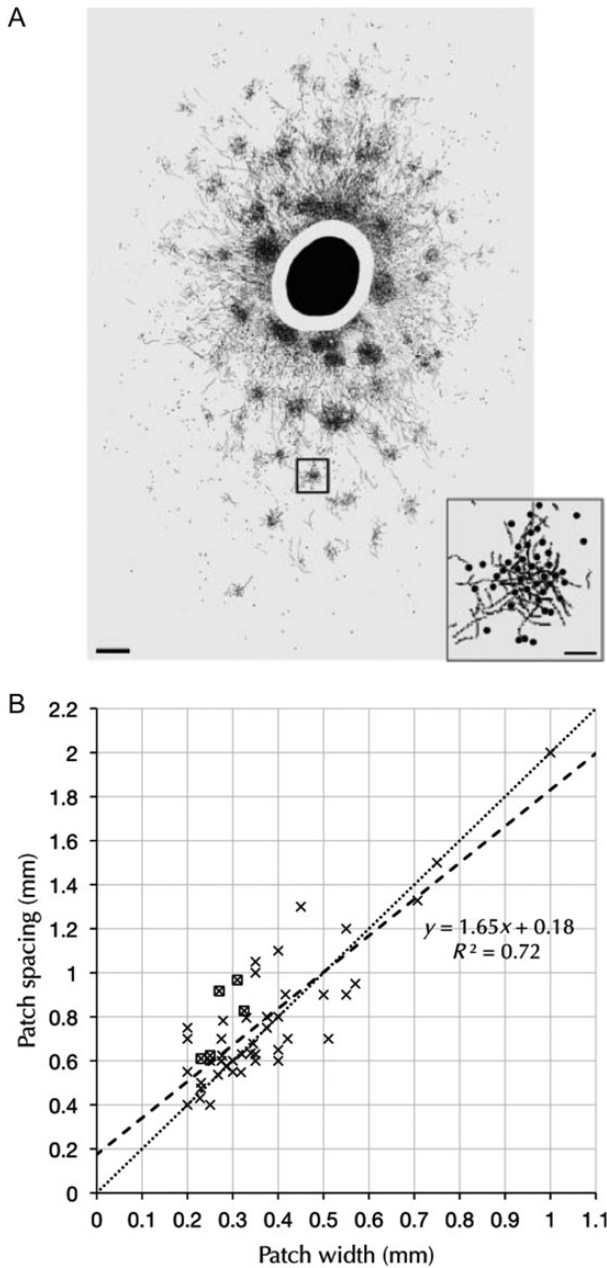 A
B
Patch spacing (mm)
2.2
2
1.8
1.6
1.4
1.2
1
0.8
0.6
0.4
0.2
0
y = 1.65x + 0.18
R² = 0.72
0 0.1 0.2 0.3 0.4 0.5 0.6 0.7 0.8 0.9 1 1.1
Patch width (mm)